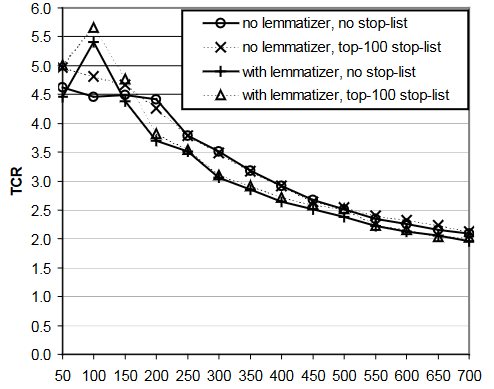 6.0
5.5
5.0
4.5
4.0
3.5
3.0
2.5
2.0
1.5
1.0
0.5
0.0
TCR
no lemmatizer, no stop-list
no lemmatizer, top-100 stop-list
with lemmatizer, no stop-list
with lemmatizer, top-100 stop-list
50 100 150 200 250 300 350 400 450 500 550 600 650 700